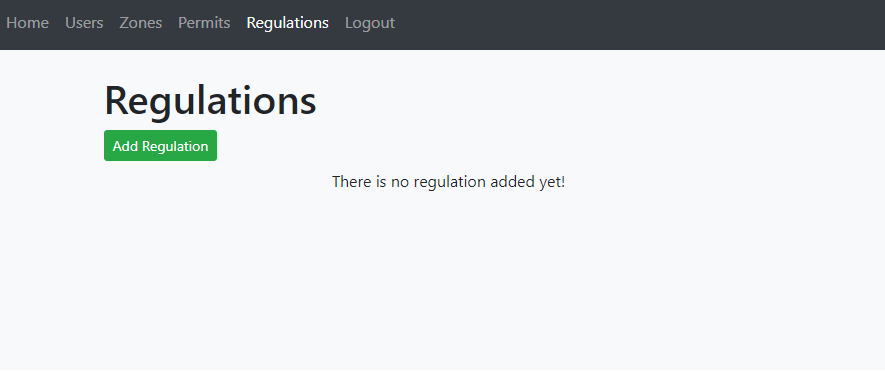 Home Users Zones Permits Regulations Logout
Regulations
Add Regulation
There is no regulation added yet!